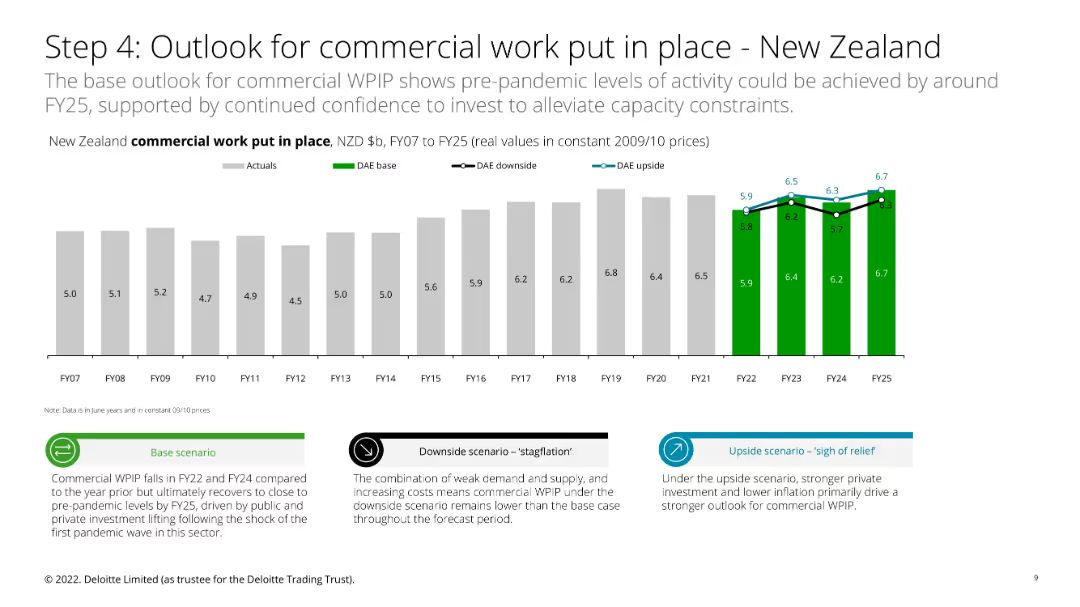 Step 4: Outlook for commercial work put in place - New Zealand
The base outlook for commercial WPIP shows pre-pandemic levels of activity could be achieved by around
FY25, supported by continued confidence to invest to alleviate capacity constraints.
New Zealand commercial work put in place, NZD $b, FY07 to FY25 (real values in constant 2009/10 prices)
Actuals DAE base DAE downside DAE upside
5.9 6.5 6.3 6.7
5.8 6.2 5.7 6.3
5.0 5.1 5.2 4.7 4.9 4.5 5.0 5.0 5.6 5.9 6.2 6.2 6.8 6.4 6.5 5.9 6.4 6.2 6.7
FY07 FY08 FY09 FY10 FY11 FY12 FY13 FY14 FY15 FY16 FY17 FY18 FY19 FY20 FY21 FY22 FY23 FY24 FY25
Note: Data is in June years and in constant 09/10 prices
Base scenario
Commercial WPIP falls in FY22 and FY24 compared
to the year prior but ultimately recovers to close to
pre-pandemic levels by FY25, driven by public and
private investment lifting following the shock of the
first pandemic wave in this sector.
Downside scenario – 'stagflation'
The combination of weak demand and supply, and
increasing costs means commercial WPIP under the
downside scenario remains lower than the base case
throughout the forecast period.
Upside scenario – 'sigh of relief'
Under the upside scenario, stronger private
investment and lower inflation primarily drive a
stronger outlook for commercial WPIP.
© 2022. Deloitte Limited (as trustee for the Deloitte Trading Trust).
9